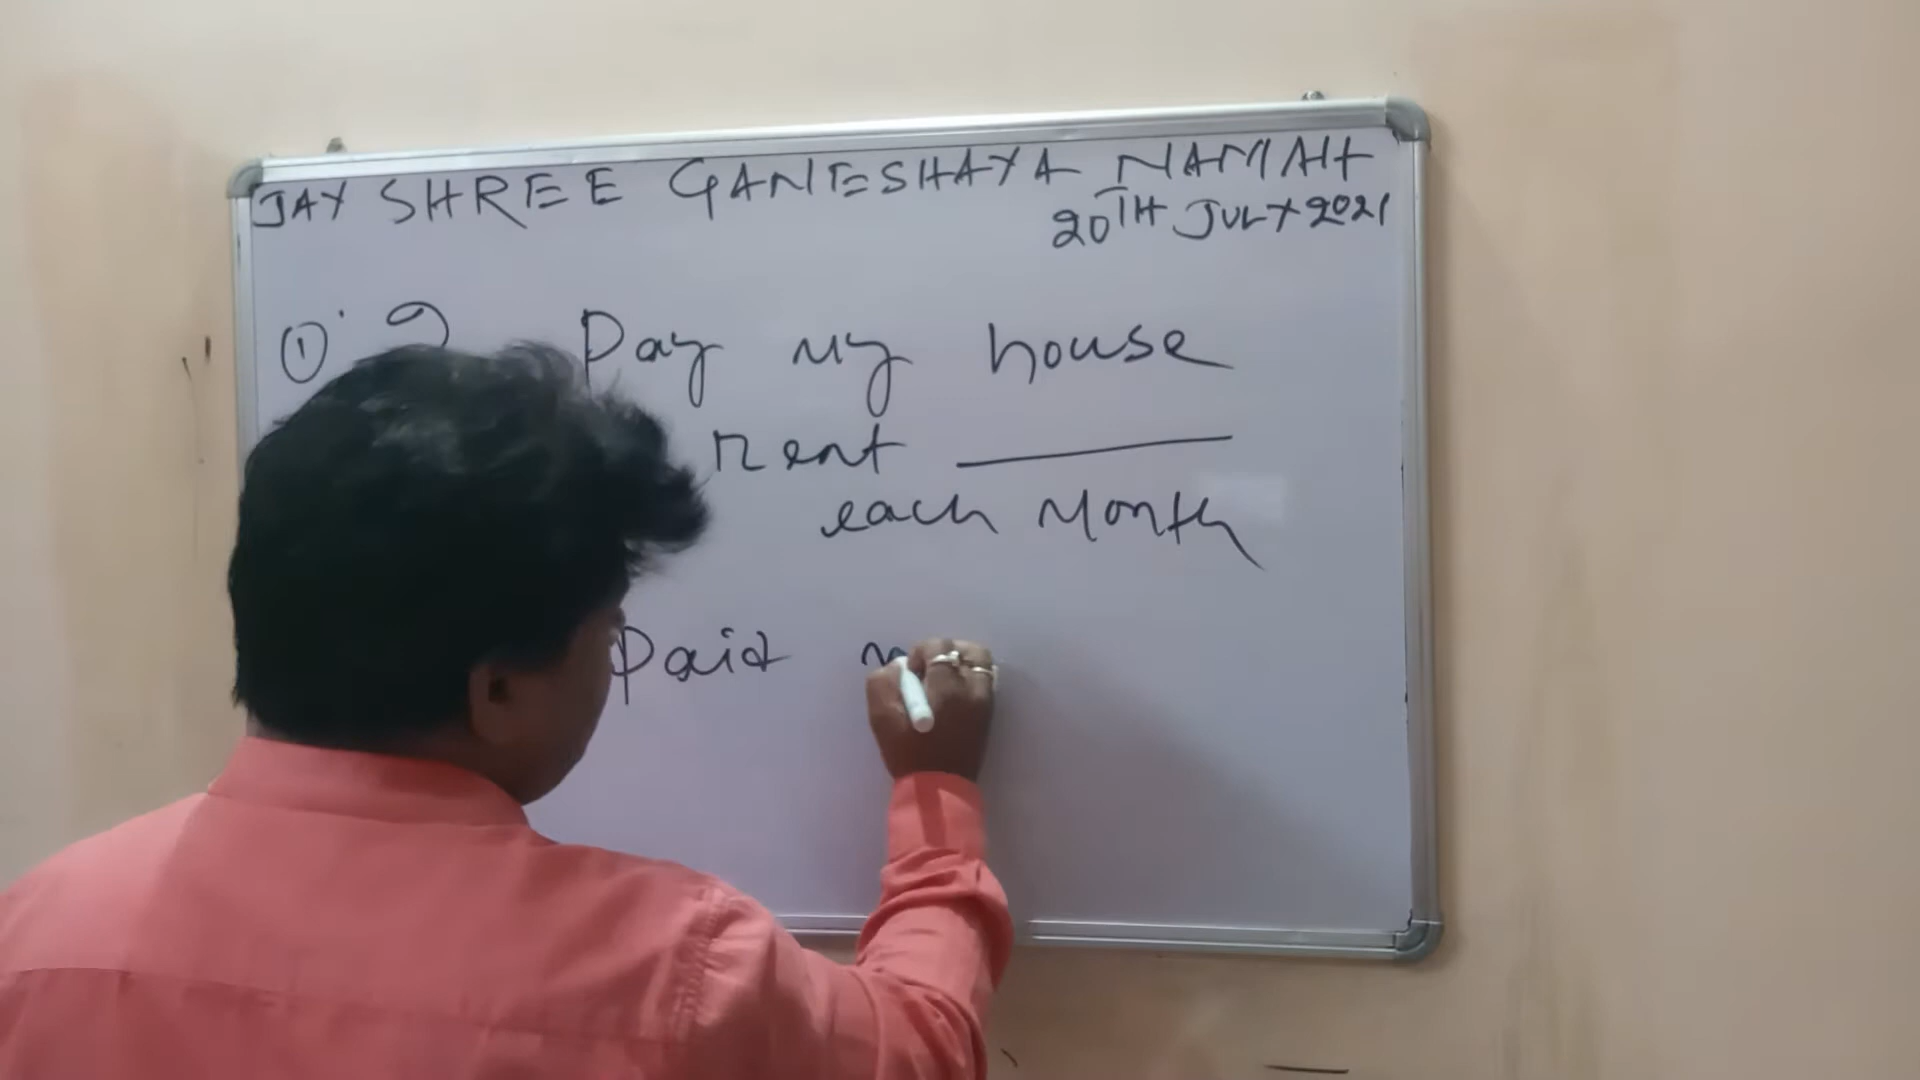 JAY SHREE GANESHAYA NAMAH
20TH JULY 2021
① Pay my house
rent ______
each Month
Paid